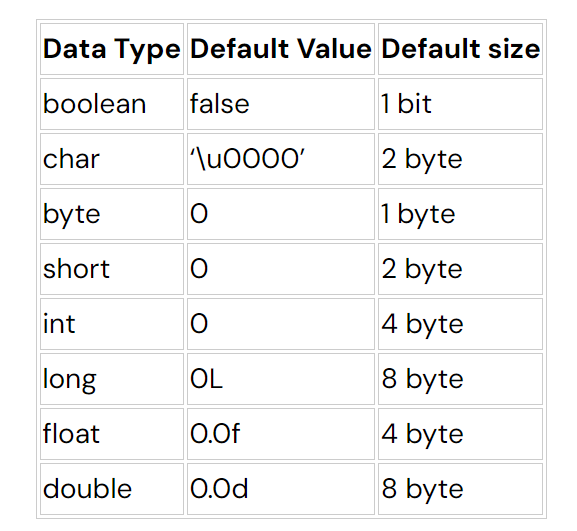 Data Type Default Value Default size
boolean false 1 bit
char ‘\u0000’ 2 byte
byte 0 1 byte
short 0 2 byte
int 0 4 byte
long 0L 8 byte
float 0.0f 4 byte
double 0.0d 8 byte